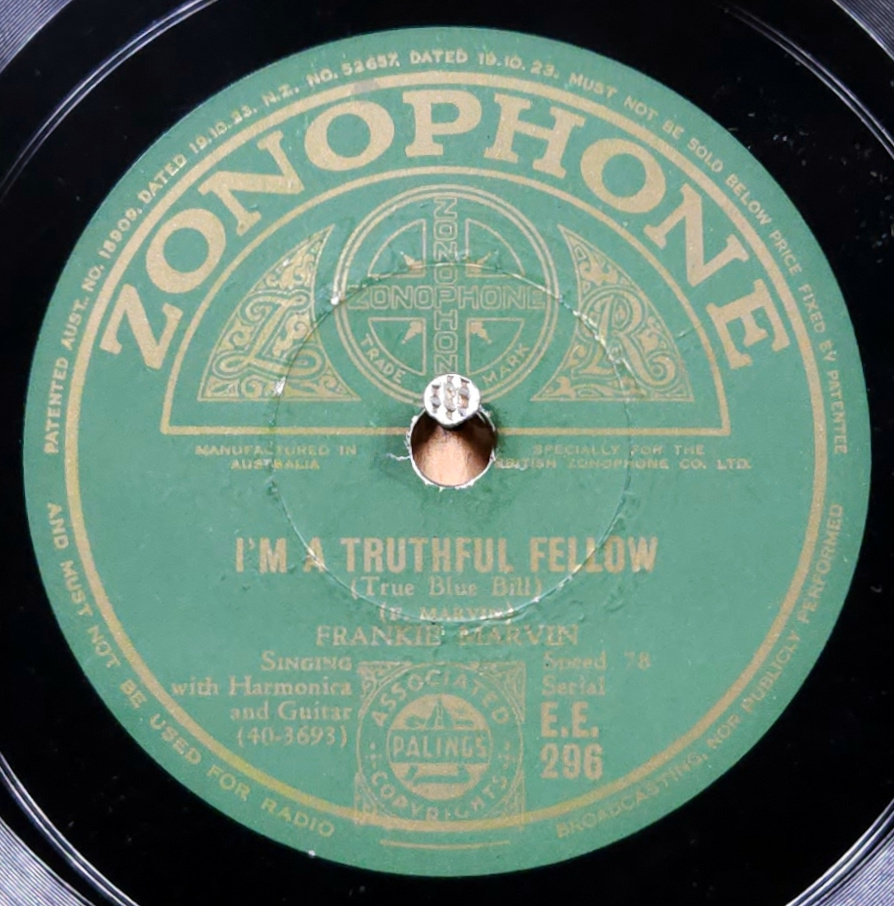 PATENTED AUST. NO. 18909, DATED 19.10.23. N.Z. NO. 52657. DATED 19.10.23. MUST NOT BE SOLD BELOW PRICE FIXED BY PATENTEE
ZONOPHONE
ZONOPHONE
ZONOPHONE
TRADE MARK
Z
R
MANUFACTURED IN
AUSTRALIA
SPECIALLY FOR THE
BRITISH ZONOPHONE CO. LTD.
I'M A TRUTHFUL FELLOW
(True Blue Bill)
(F. MARVIN)
FRANKIE MARVIN
SINGING
with Harmonica
and Guitar
(40-3693)
ASSOCIATED
PALINGS
COPYRIGHTS
Speed 78
Serial
E.E.
296
AND MUST NOT BE USED FOR RADIO
BROADCASTING, NOR PUBLICLY PERFORMED